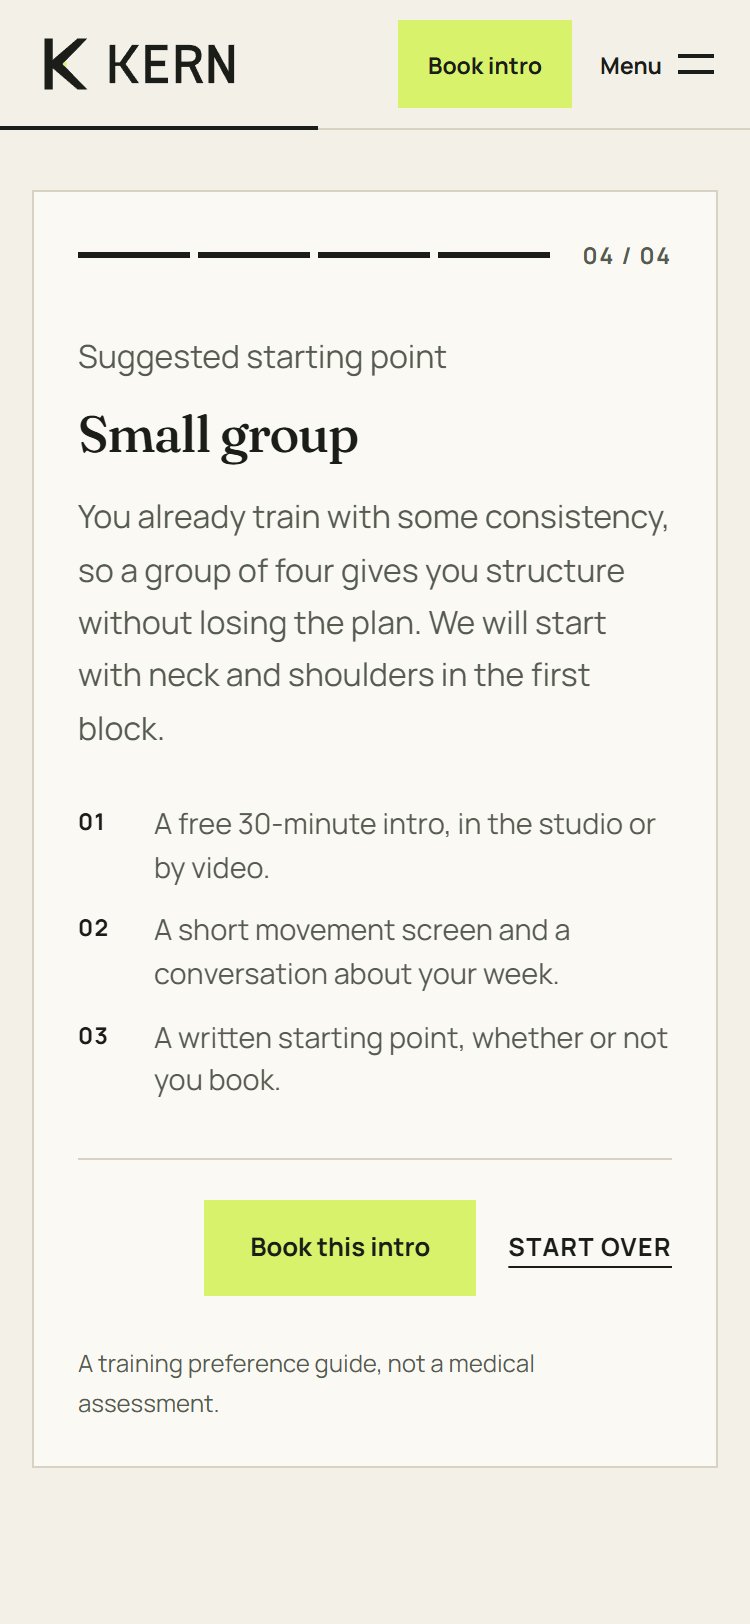 K KERN
Book intro
Menu
04 / 04
Suggested starting point
Small group
You already train with some consistency,
so a group of four gives you structure
without losing the plan. We will start
with neck and shoulders in the first
block.
01 A free 30-minute intro, in the studio or
by video.
02 A short movement screen and a
conversation about your week.
03 A written starting point, whether or not
you book.
Book this intro
START OVER
A training preference guide, not a medical
assessment.